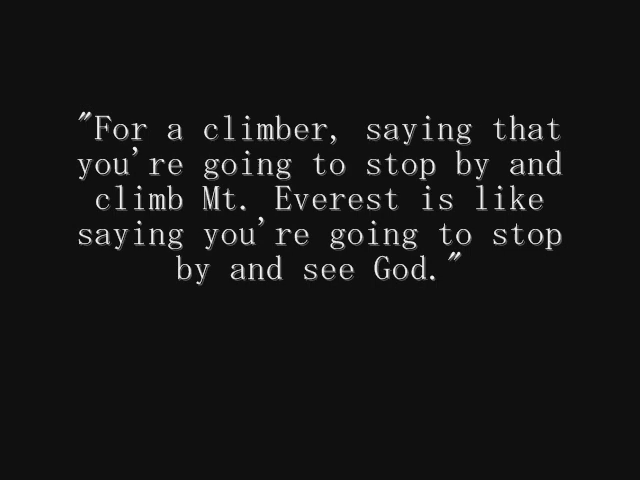 "For a climber, saying that
you're going to stop by and
climb Mt. Everest is like
saying you're going to stop
by and see God."